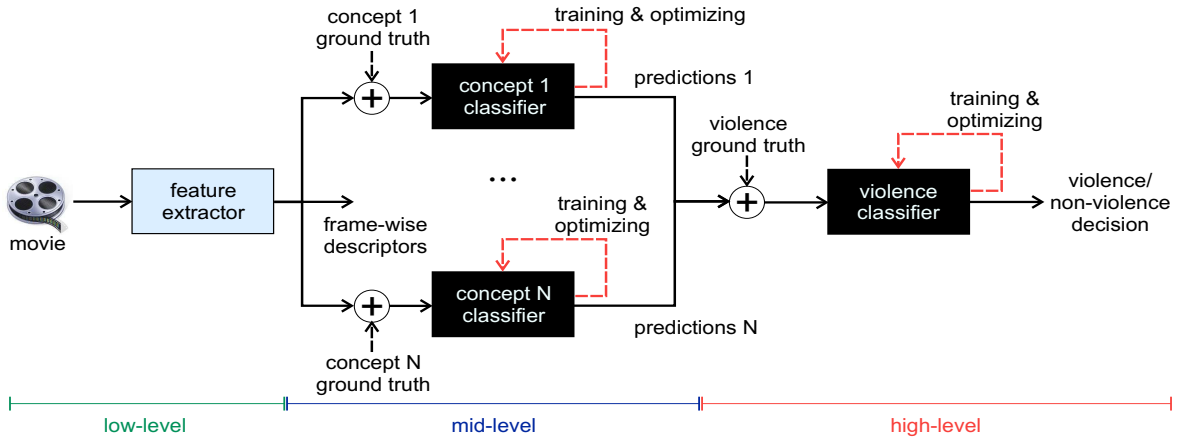 concept 1
ground truth
training & optimizing
concept 1
classifier
predictions 1
violence
ground truth
training &
optimizing
...
movie
feature
extractor
frame-wise
descriptors
training &
optimizing
violence
classifier
violence/
non-violence
decision
concept N
classifier
predictions N
concept N
ground truth
low-level
mid-level
high-level